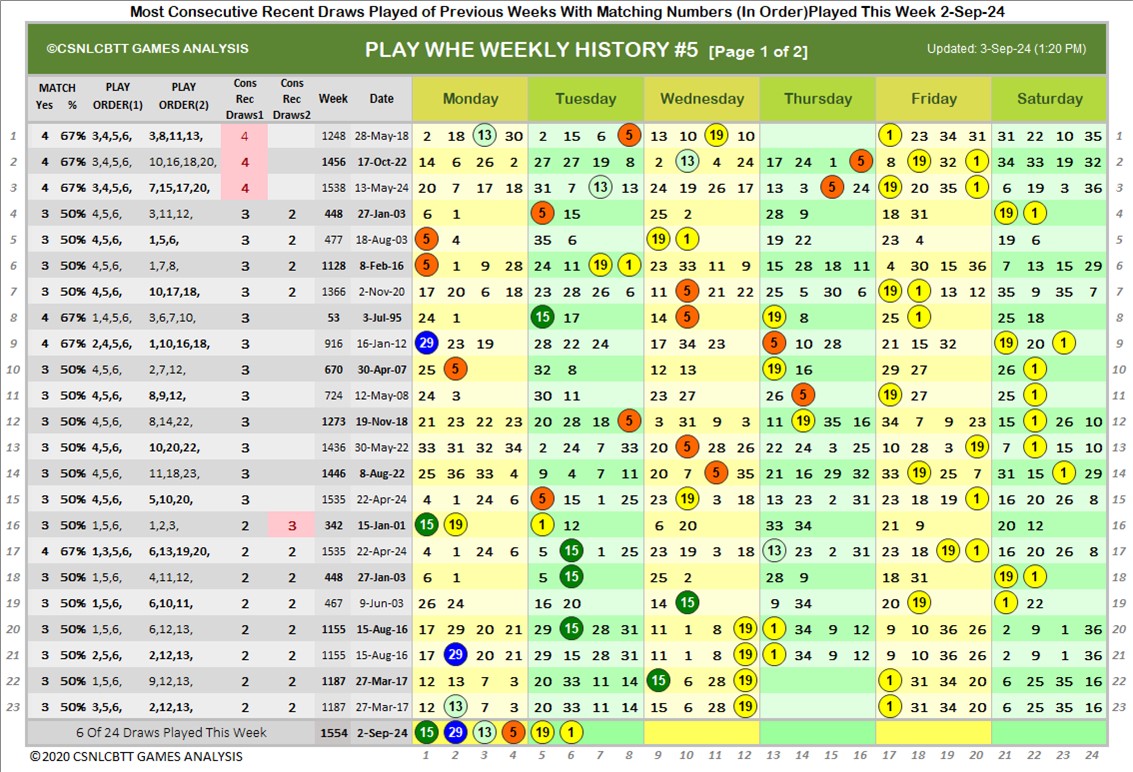 Most Consecutive Recent Draws Played of Previous Weeks With Matching Numbers (In Order)Played This Week 2-Sep-24
©CSNLCBTT GAMES ANALYSIS PLAY WHE WEEKLY HISTORY #5 [Page 1 of 2] Updated: 3-Sep-24 (1:20 PM)
MATCH Yes % PLAY ORDER(1) PLAY ORDER(2) Cons Rec Draws1 Cons Rec Draws2 Week Date Monday Tuesday Wednesday Thursday Friday Saturday
1 4 67% 3,4,5,6, 3,8,11,13, 4 1248 28-May-18 2 18 13 30 2 15 6 5 13 10 19 10 1 23 34 31 31 22 10 35 1
2 4 67% 3,4,5,6, 10,16,18,20, 4 1456 17-Oct-22 14 6 26 2 27 27 19 8 2 13 4 24 17 24 1 5 8 19 32 1 34 33 19 32 2
3 4 67% 3,4,5,6, 7,15,17,20, 4 1538 13-May-24 20 7 17 18 31 7 13 13 24 19 26 17 13 3 5 24 19 20 35 1 6 19 3 36 3
4 3 50% 4,5,6, 3,11,12, 3 2 448 27-Jan-03 6 1 5 15 25 2 28 9 18 31 19 1 4
5 3 50% 4,5,6, 1,5,6, 3 2 477 18-Aug-03 5 4 35 6 19 1 19 22 23 4 19 6 5
6 3 50% 4,5,6, 1,7,8, 3 2 1128 8-Feb-16 5 1 9 28 24 11 19 1 23 33 11 9 15 28 18 11 4 30 15 36 7 13 15 29 6
7 3 50% 4,5,6, 10,17,18, 3 2 1366 2-Nov-20 17 20 6 18 23 28 26 6 11 5 21 22 25 5 30 6 19 1 13 12 35 9 35 7 7
8 4 67% 1,4,5,6, 3,6,7,10, 3 53 3-Jul-95 24 1 15 17 14 5 19 8 25 1 25 18 8
9 4 67% 2,4,5,6, 1,10,16,18, 3 916 16-Jan-12 29 23 19 28 22 24 17 34 23 5 10 28 21 15 32 19 20 1 9
10 3 50% 4,5,6, 2,7,12, 3 670 30-Apr-07 25 5 32 8 12 13 19 16 29 27 26 1 10
11 3 50% 4,5,6, 8,9,12, 3 724 12-May-08 24 3 30 11 23 27 26 5 19 27 25 1 11
12 3 50% 4,5,6, 8,14,22, 3 1273 19-Nov-18 21 23 22 23 20 28 18 5 3 31 9 3 11 19 35 16 34 7 9 23 15 1 26 10 12
13 3 50% 4,5,6, 10,20,22, 3 1436 30-May-22 33 31 32 34 2 24 7 33 20 5 28 26 22 24 3 25 10 28 3 19 7 1 15 10 13
14 3 50% 4,5,6, 11,18,23, 3 1446 8-Aug-22 25 36 33 4 9 4 7 11 20 7 5 35 21 16 29 32 33 19 25 7 31 15 1 29 14
15 3 50% 4,5,6, 5,10,20, 3 1535 22-Apr-24 4 1 24 6 5 15 1 25 23 19 3 18 13 23 2 31 23 18 19 1 16 20 26 8 15
16 3 50% 1,5,6, 1,2,3, 2 3 342 15-Jan-01 15 19 1 12 6 20 33 34 21 9 20 12 16
17 4 67% 1,3,5,6, 6,13,19,20, 2 2 1535 22-Apr-24 4 1 24 6 5 15 1 25 23 19 3 18 13 23 2 31 23 18 19 1 16 20 26 8 17
18 3 50% 1,5,6, 4,11,12, 2 2 448 27-Jan-03 6 1 5 15 25 2 28 9 18 31 19 1 18
19 3 50% 1,5,6, 6,10,11, 2 2 467 9-Jun-03 26 24 16 20 14 15 9 34 20 19 1 22 19
20 3 50% 1,5,6, 6,12,13, 2 2 1155 15-Aug-16 17 29 20 21 29 15 28 31 11 1 8 19 1 34 9 12 9 10 36 26 2 9 1 36 20
21 3 50% 2,5,6, 2,12,13, 2 2 1155 15-Aug-16 17 29 20 21 29 15 28 31 11 1 8 19 1 34 9 12 9 10 36 26 2 9 1 36 21
22 3 50% 1,5,6, 9,12,13, 2 2 1187 27-Mar-17 12 13 7 3 20 33 11 14 15 6 28 19 1 31 34 20 6 25 35 16 22
23 3 50% 3,5,6, 2,12,13, 2 2 1187 27-Mar-17 12 13 7 3 20 33 11 14 15 6 28 19 1 31 34 20 6 25 35 16 23
6 Of 24 Draws Played This Week 1554 2-Sep-24 15 29 13 5 19 1
©2020 CSNLCBTT GAMES ANALYSIS 1 2 3 4 5 6 7 8 9 10 11 12 13 14 15 16 17 18 19 20 21 22 23 24